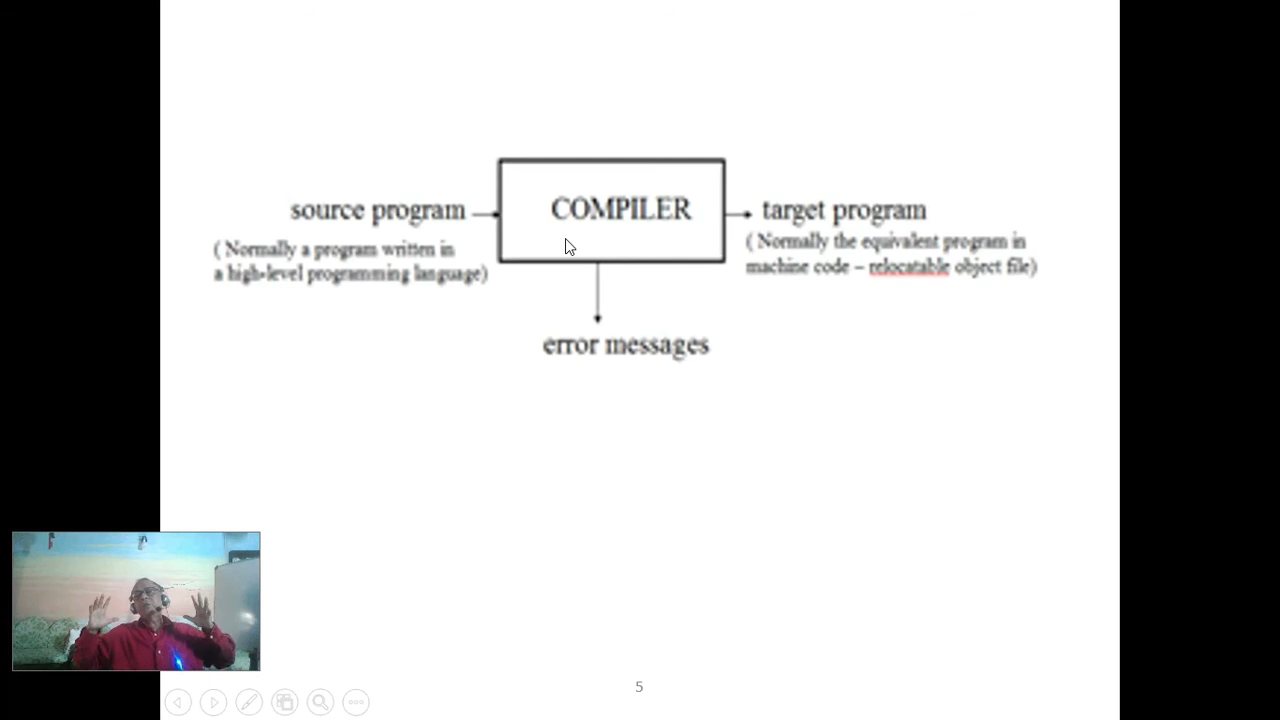 source program
COMPILER
target program
( Normally a program written in
a high-level programming language)
( Normally the equivalent program in
machine code – relocatable object file)
error messages
5